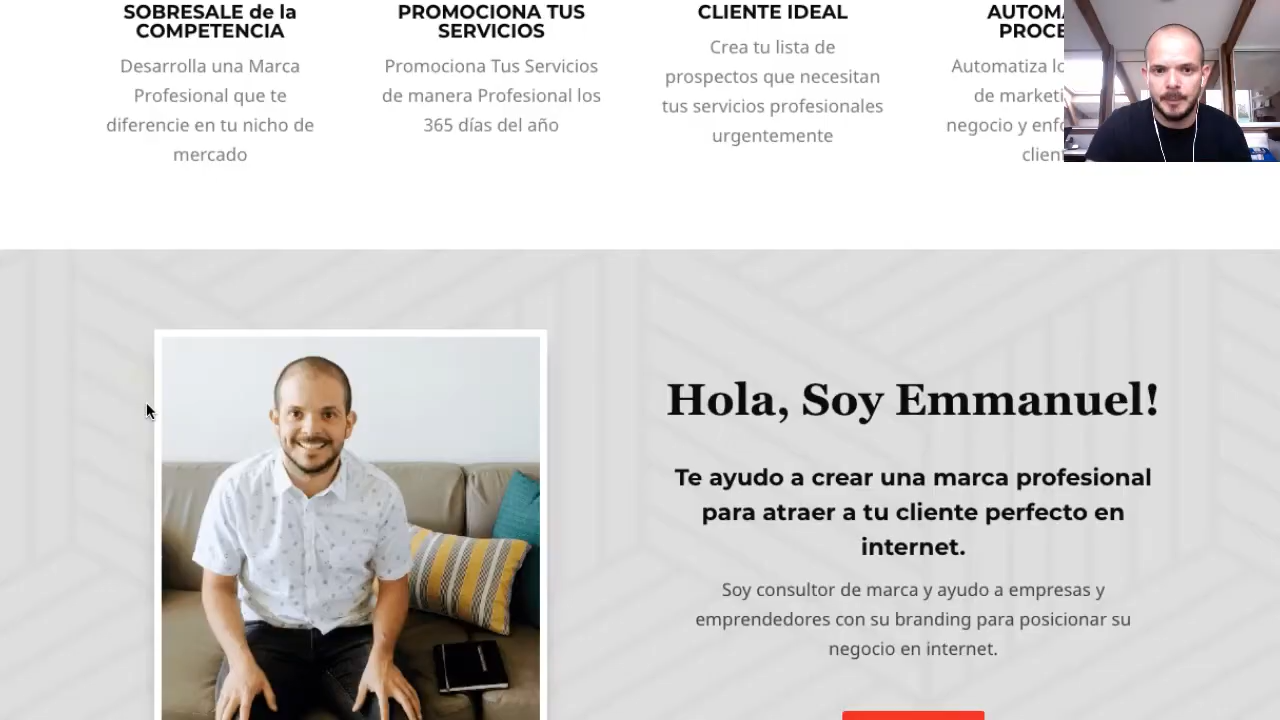 SOBRESALE de la
COMPETENCIA
Desarrolla una Marca
Profesional que te
diferencie en tu nicho de
mercado
PROMOCIONA TUS
SERVICIOS
Promociona Tus Servicios
de manera Profesional los
365 días del año
CLIENTE IDEAL
Crea tu lista de
prospectos que necesitan
tus servicios profesionales
urgentemente
Automatiza
de
negocio y
Hola, Soy Emmanuel!
Te ayudo a crear una marca profesional
para atraer a tu cliente perfecto en
internet.
Soy consultor de marca y ayudo a empresas y
emprendedores con su branding para posicionar su
negocio en internet.